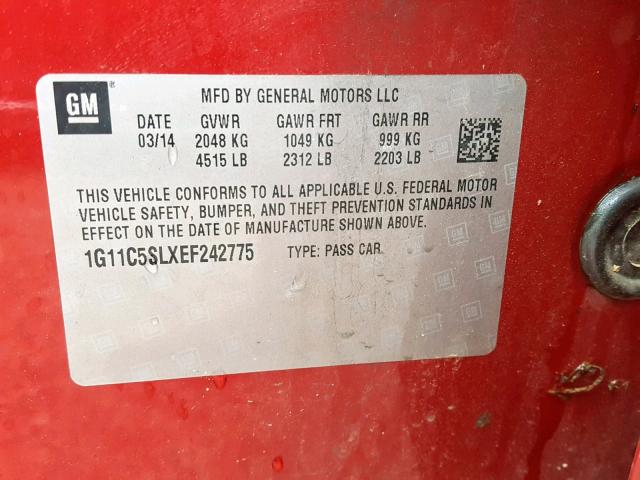 GM ®
MFD BY GENERAL MOTORS LLC
DATE GVWR GAWR FRT GAWR RR
03/14 2048 KG 1049 KG 999 KG
4515 LB 2312 LB 2203 LB
THIS VEHICLE CONFORMS TO ALL APPLICABLE U.S. FEDERAL MOTOR
VEHICLE SAFETY, BUMPER, AND THEFT PREVENTION STANDARDS IN
EFFECT ON THE DATE OF MANUFACTURE SHOWN ABOVE.
1G11C5SLXEF242775 TYPE: PASS CAR